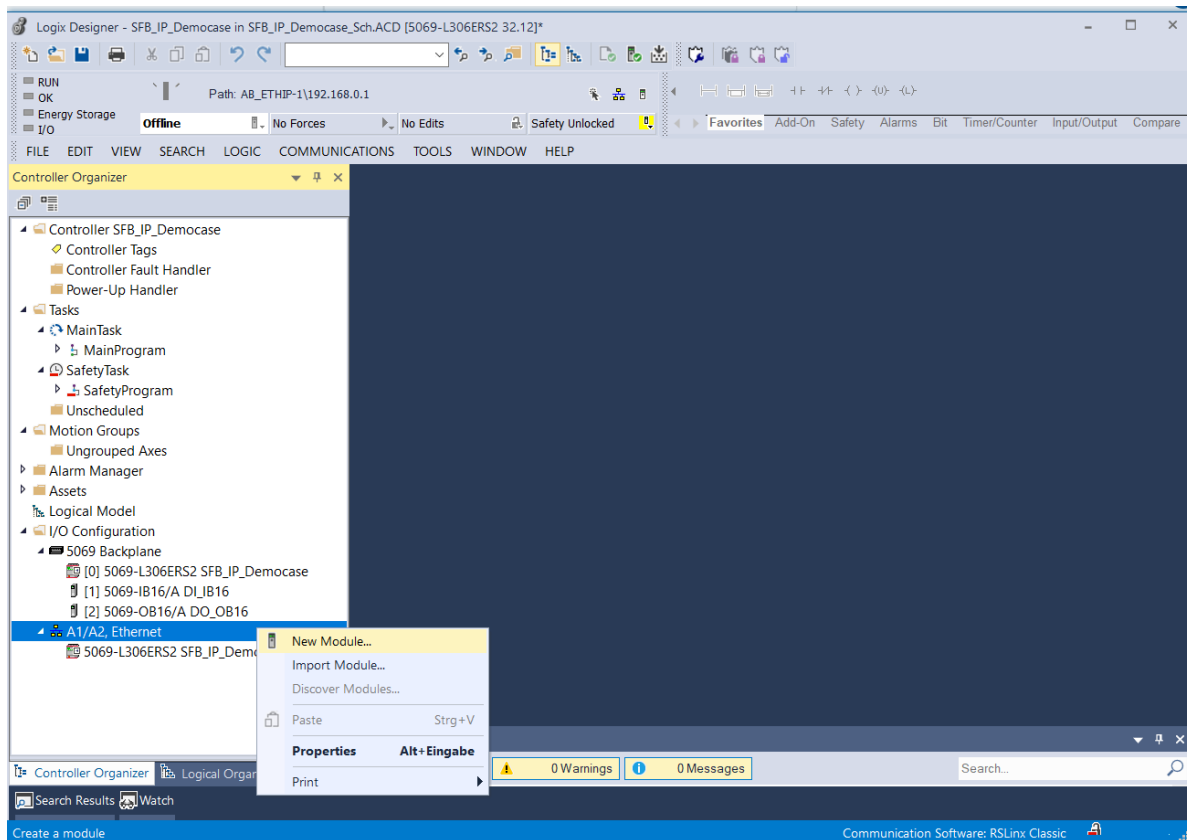 Logix Designer - SFB_IP_Democase in SFB_IP_Democase_Sch.ACD [5069-L306ERS2 32.12]*
RUN
OK
Energy Storage
I/O
Path: AB_ETHIP-1\192.168.0.1
Offline No Forces No Edits Safety Unlocked
Favorites Add-On Safety Alarms Bit Timer/Counter Input/Output Compare
FILE EDIT VIEW SEARCH LOGIC COMMUNICATIONS TOOLS WINDOW HELP
Controller Organizer
Controller SFB_IP_Democase
Controller Tags
Controller Fault Handler
Power-Up Handler
Tasks
MainTask
MainProgram
SafetyTask
SafetyProgram
Unscheduled
Motion Groups
Ungrouped Axes
Alarm Manager
Assets
Logical Model
I/O Configuration
5069 Backplane
[0] 5069-L306ERS2 SFB_IP_Democase
[1] 5069-IB16/A DI_IB16
[2] 5069-OB16/A DO_OB16
A1/A2, Ethernet
5069-L306ERS2 SFB_IP_Demo
New Module...
Import Module...
Discover Modules...
Paste Strg+V
Properties Alt+Eingabe
Print
Controller Organizer Logical Organ
0 Warnings 0 Messages Search...
Search Results Watch
Create a module Communication Software: RSLinx Classic